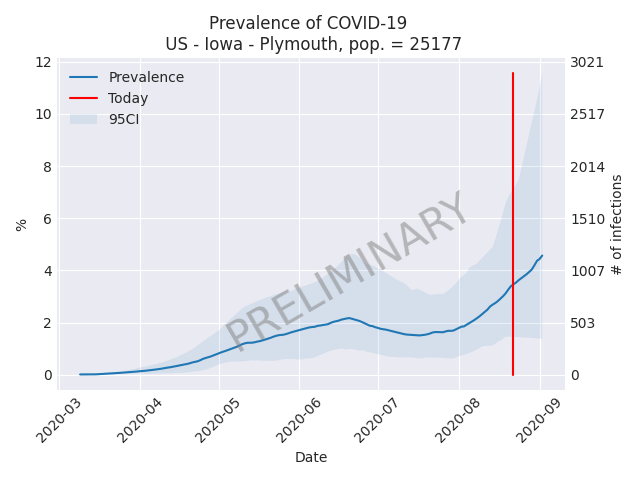 Prevalence of COVID-19
US - Iowa - Plymouth, pop. = 25177
Prevalence
Today
95CI
PRELIMINARY
12
10
8
6
4
2
0
%
3021
2517
2014
1510
1007
503
0
# of infections
2020-03
2020-04
2020-05
2020-06
2020-07
2020-08
2020-09
Date